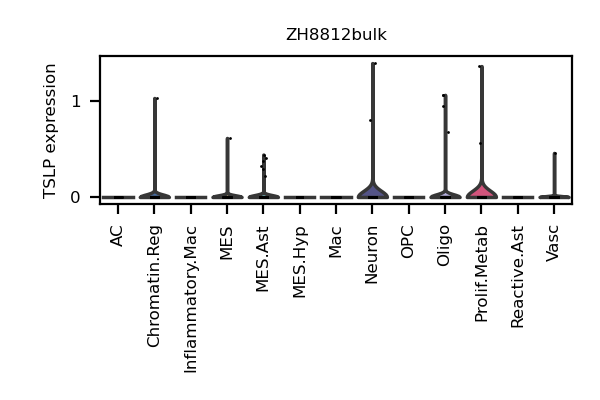 ZH8812bulk
TSLP expression
1
0
AC
Chromatin.Reg
Inflammatory.Mac
MES
MES.Ast
MES.Hyp
Mac
Neuron
OPC
Oligo
Prolif.Metab
Reactive.Ast
Vasc